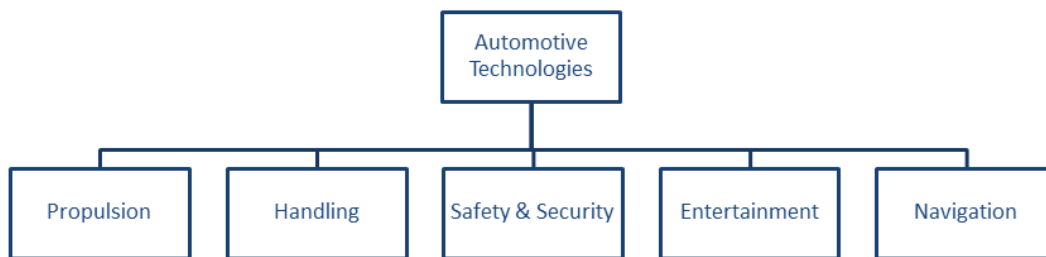 Automotive
Technologies
Propulsion
Handling
Safety & Security
Entertainment
Navigation